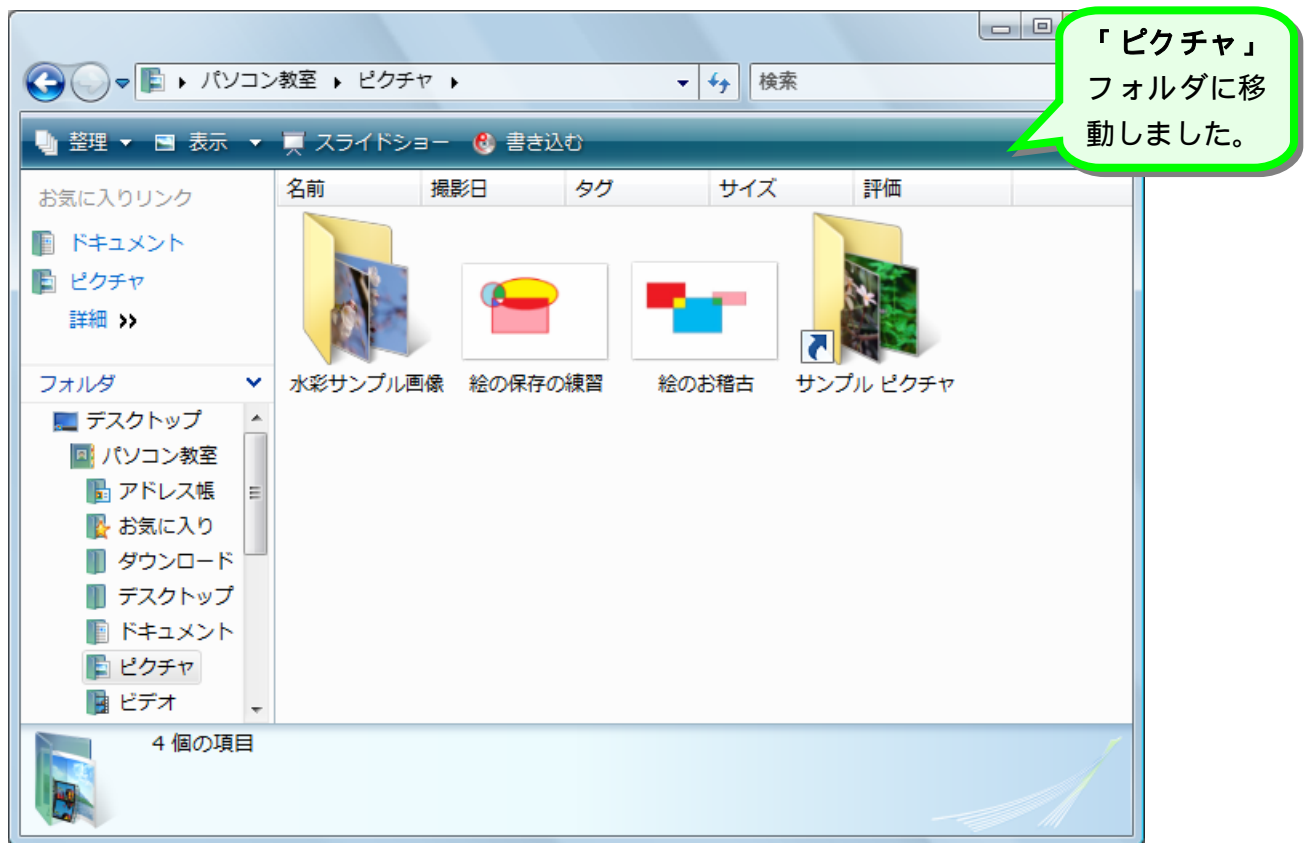 「ピクチャ」
フォルダに移
動しました。
パソコン教室 ピクチャ
検索
整理 表示 スライドショー 書き込む
お気に入りリンク
ドキュメント
ピクチャ
詳細 »
フォルダ
デスクトップ
パソコン教室
アドレス帳
お気に入り
ダウンロード
デスクトップ
ドキュメント
ピクチャ
ビデオ
名前 撮影日 タグ サイズ 評価
水彩サンプル画像 絵の保存の練習 絵のお稽古 サンプル ピクチャ
4 個の項目